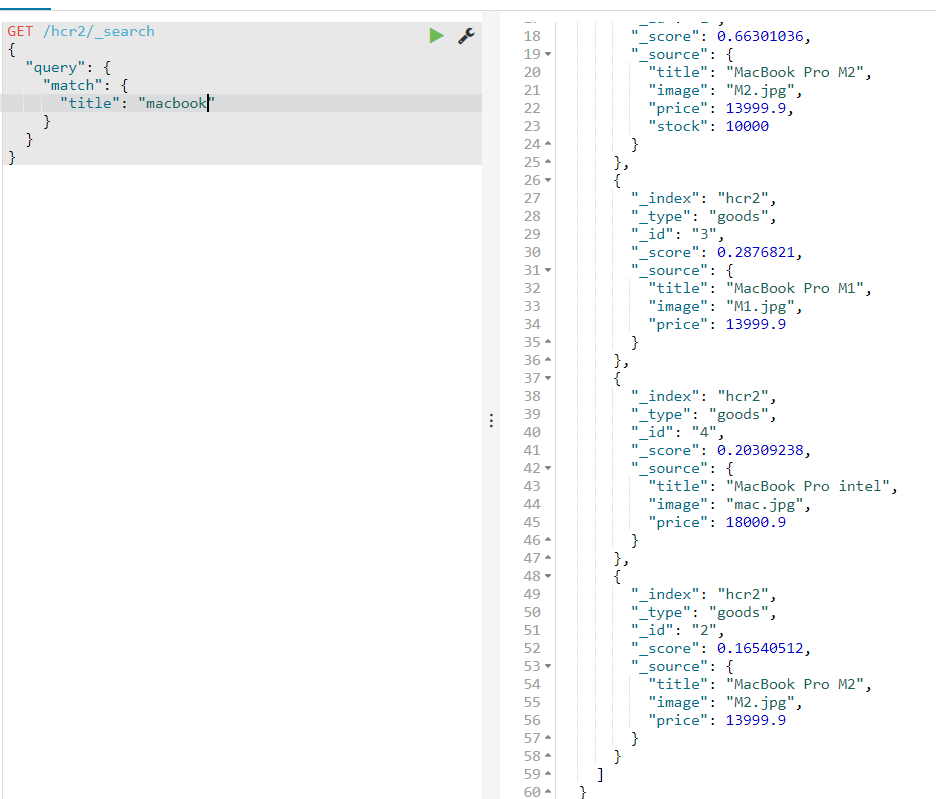 GET /hcr2/_search
{
"query": {
"match": {
"title": "macbook"
}
}
}
18 "_score": 0.66301036,
19 "_source": {
20 "title": "MacBook Pro M2",
21 "image": "M2.jpg",
22 "price": 13999.9,
23 "stock": 10000
24 }
25 },
26 {
27 "_index": "hcr2",
28 "_type": "goods",
29 "_id": "3",
30 "_score": 0.2876821,
31 "_source": {
32 "title": "MacBook Pro M1",
33 "image": "M1.jpg",
34 "price": 13999.9
35 }
36 },
37 {
38 "_index": "hcr2",
39 "_type": "goods",
40 "_id": "4",
41 "_score": 0.20309238,
42 "_source": {
43 "title": "MacBook Pro intel",
44 "image": "mac.jpg",
45 "price": 18000.9
46 }
47 },
48 {
49 "_index": "hcr2",
50 "_type": "goods",
51 "_id": "2",
52 "_score": 0.16540512,
53 "_source": {
54 "title": "MacBook Pro M2",
55 "image": "M2.jpg",
56 "price": 13999.9
57 }
58 }
59 ]
60 }